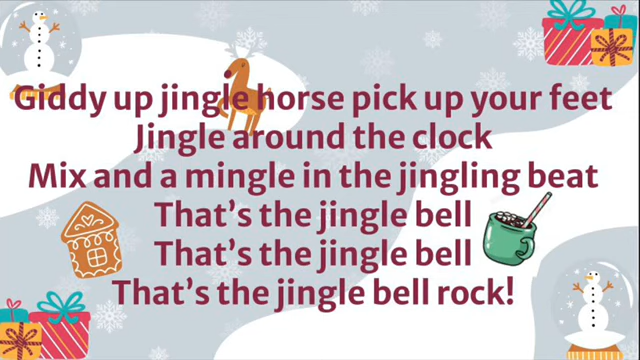 Giddy up jingle horse pick up your feet
Jingle around the clock
Mix and a mingle in the jingling beat
That’s the jingle bell
That’s the jingle bell
That’s the jingle bell rock!